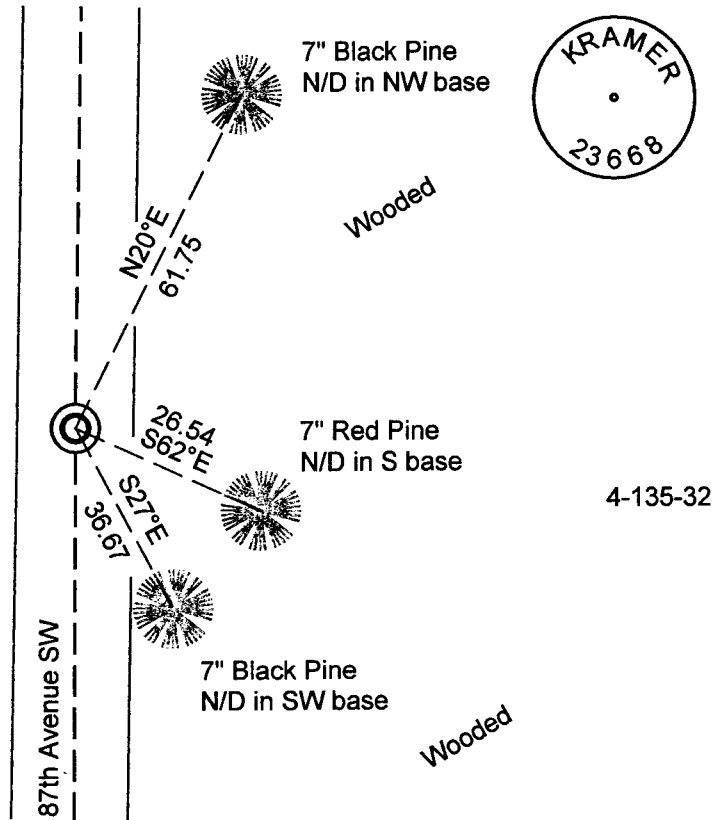 7" Black Pine
N/D in NW base
KRAMER
23668
Wooded
N20°E
61.75
26.54
S62°E
7" Red Pine
N/D in S base
4-135-32
S27°E
36.67
7" Black Pine
N/D in SW base
87th Avenue SW
Wooded